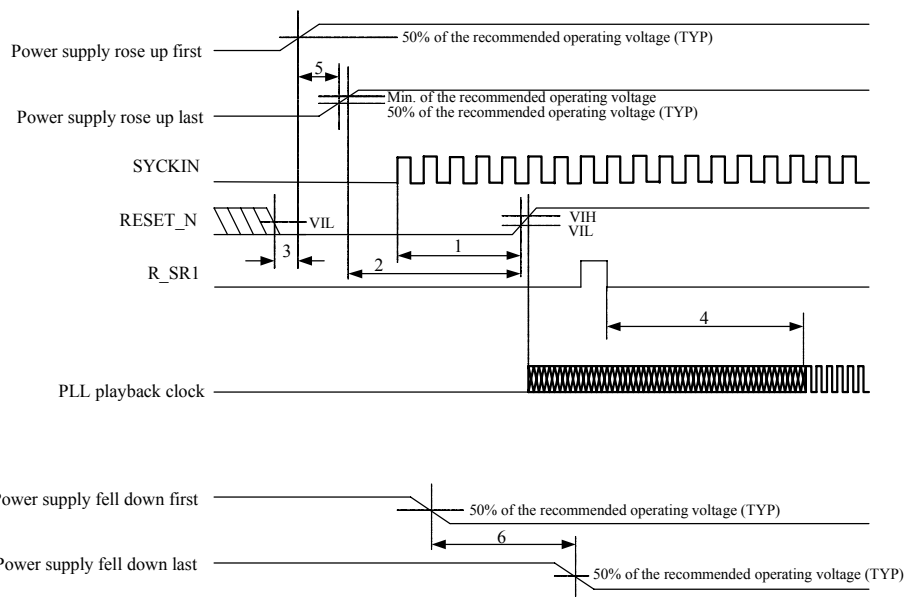 Power supply rose up first
50% of the recommended operating voltage (TYP)
5
Power supply rose up last
Min. of the recommended operating voltage
50% of the recommended operating voltage (TYP)
SYCKIN
RESET_N
VIL
VIH
VIL
3
1
2
R_SR1
4
PLL playback clock
Power supply fell down first
50% of the recommended operating voltage (TYP)
6
Power supply fell down last
50% of the recommended operating voltage (TYP)